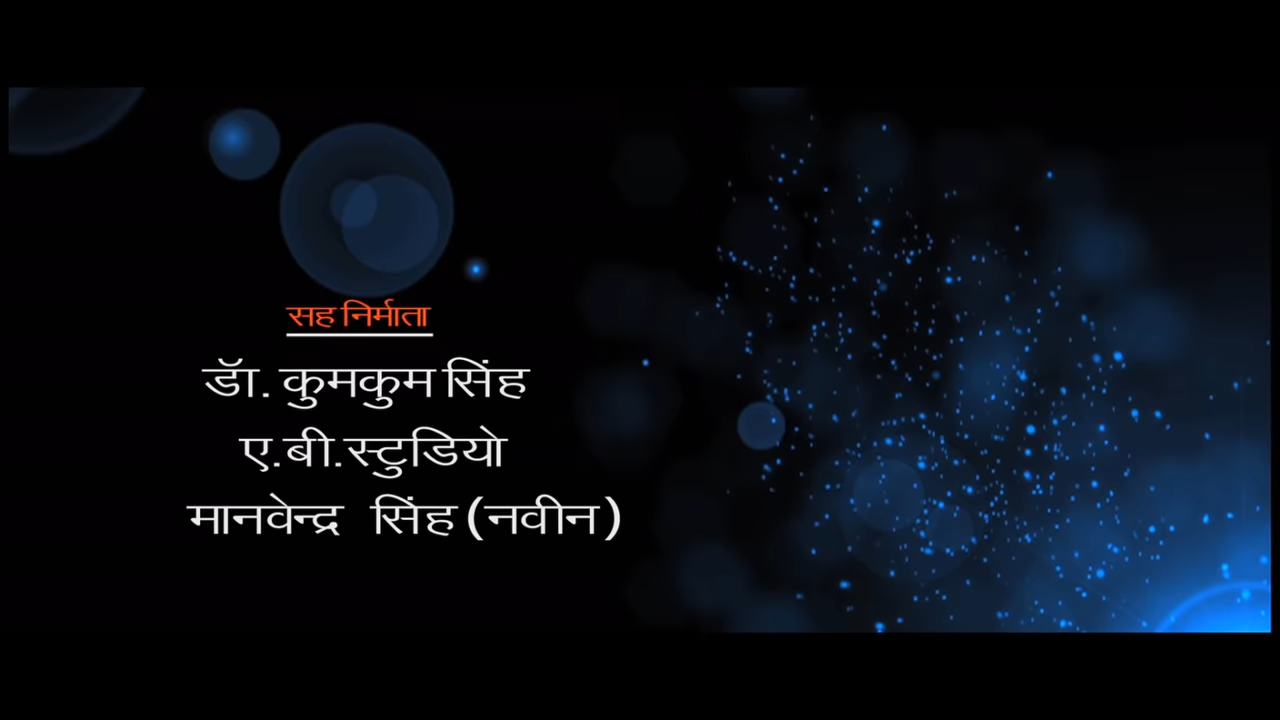 सह निर्माता
डॉ. कुमकुम सिंह
ए.बी.स्टुडियो
मानवेन्द्र सिंह (नवीन)